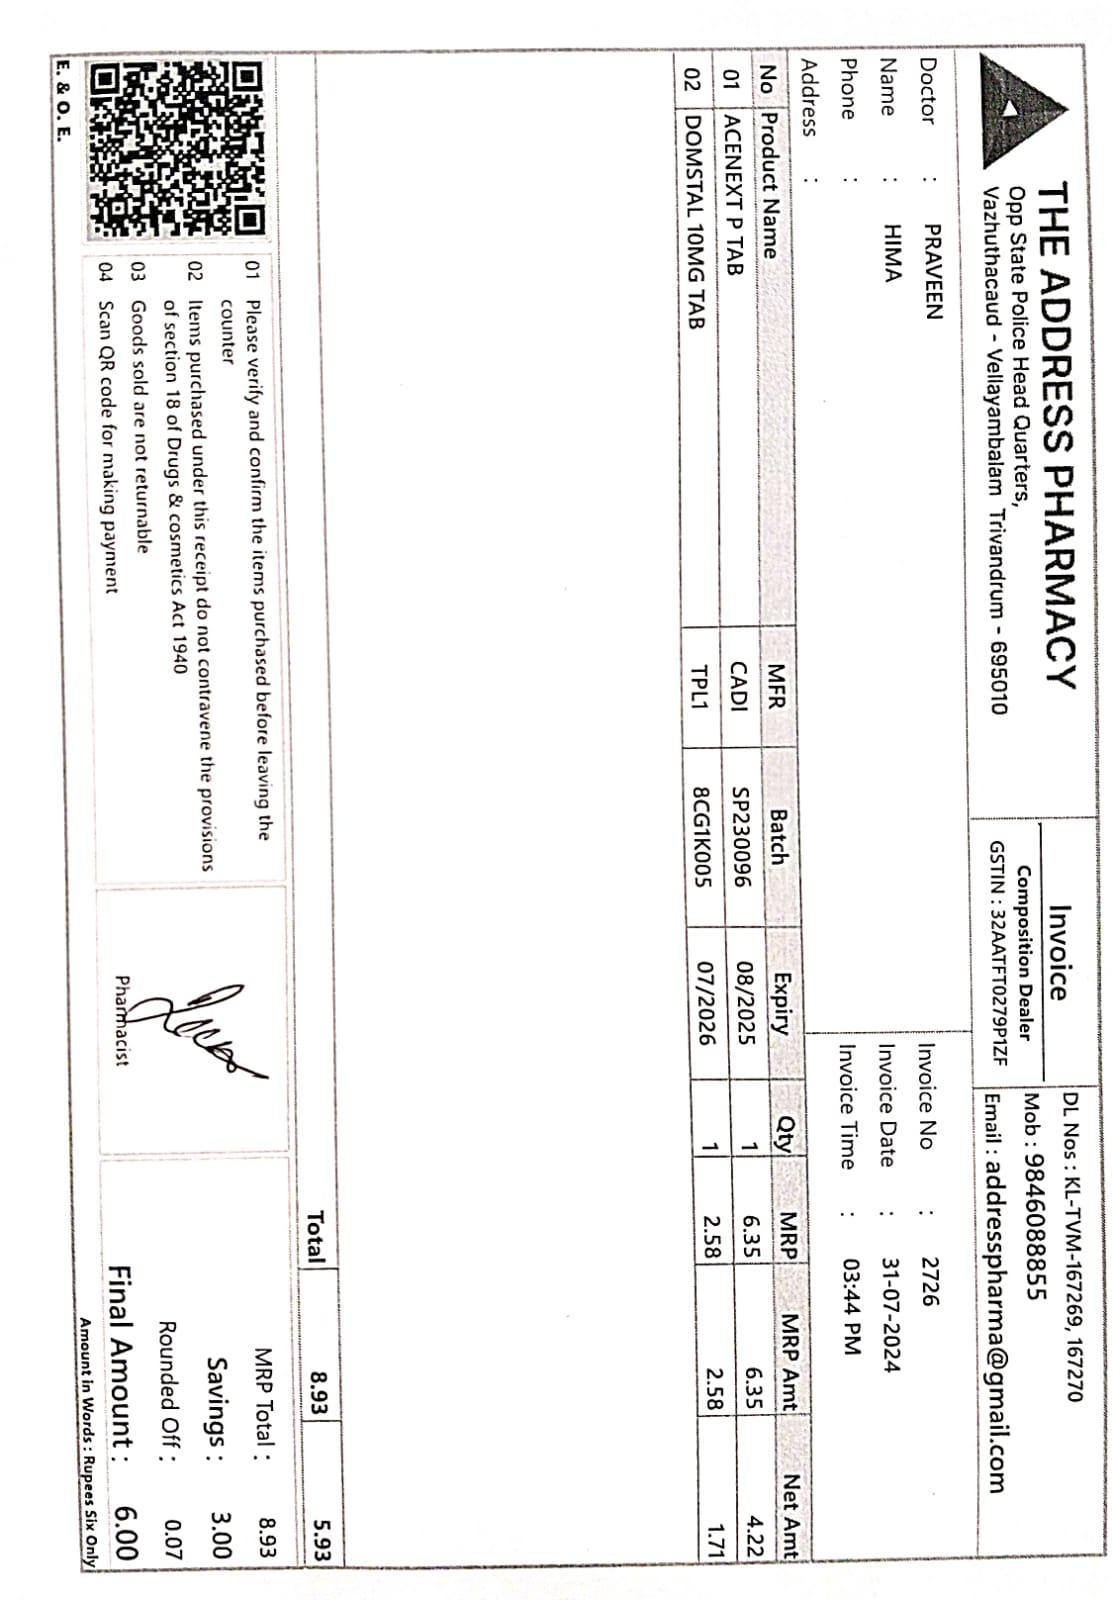 THE ADDRESS PHARMACY
Opp State Police Head Quarters,
Vazhuthacaud - Vellayambalam Trivandrum - 695010
Invoice
Composition Dealer
GSTIN : 32AATFT0279P1ZF
DL Nos : KL-TVM-167269, 167270
Mob : 9846088855
Email : addresspharma@gmail.com
Doctor : PRAVEEN
Name : HIMA
Phone :
Address :
Invoice No : 2726
Invoice Date : 31-07-2024
Invoice Time : 03:44 PM
No Product Name MFR Batch Expiry Qty MRP MRP Amt Net Amt
01 ACENEXT P TAB CADI SP230096 08/2025 1 6.35 6.35 4.22
02 DOMSTAL 10MG TAB TPL1 8CG1K005 07/2026 1 2.58 2.58 1.71
Total 8.93 5.93
01 Please verify and confirm the items purchased before leaving the
counter
02 Items purchased under this receipt do not contravene the provisions
of section 18 of Drugs & cosmetics Act 1940
03 Goods sold are not returnable
04 Scan QR code for making payment
Pharmacist
MRP Total : 8.93
Savings : 3.00
Rounded Off : 0.07
Final Amount : 6.00
Amount in Words : Rupees Six Only
E. & O. E.